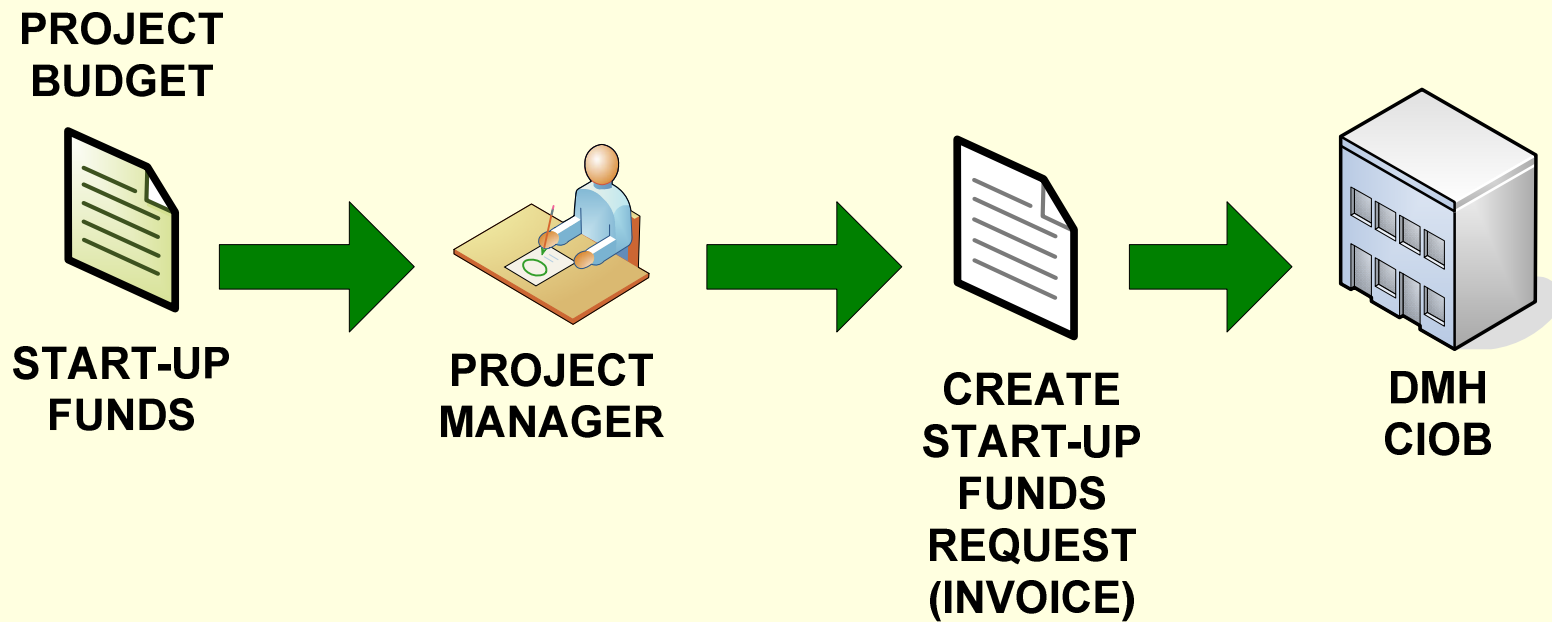 PROJECT
BUDGET
START-UP
FUNDS
PROJECT
MANAGER
CREATE
START-UP
FUNDS
REQUEST
(INVOICE)
DMH
CIOB